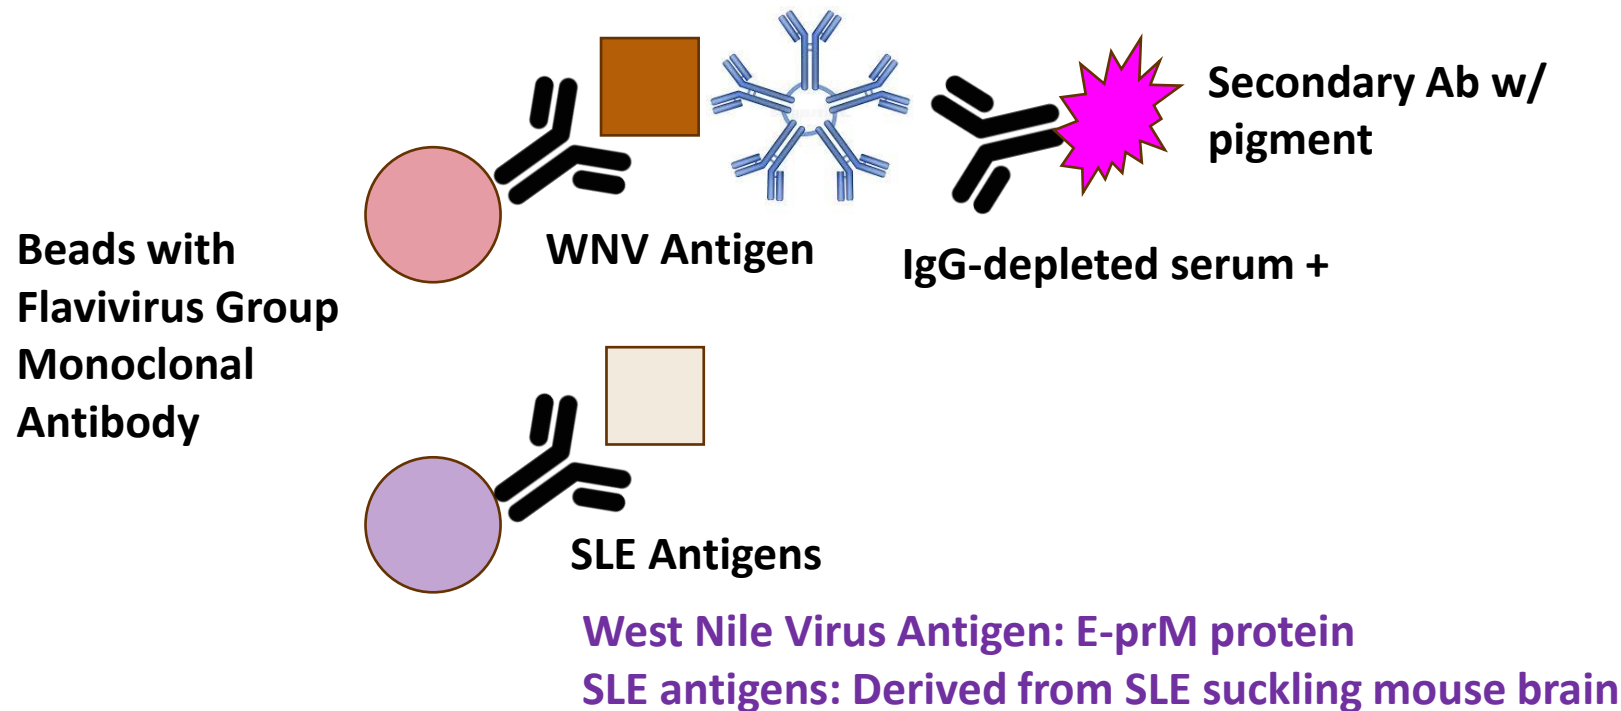 Secondary Ab w/
pigment
WNV Antigen
IgG-depleted serum +
Beads with
Flavivirus Group
Monoclonal
Antibody
SLE Antigens
West Nile Virus Antigen: E-prM protein
SLE antigens: Derived from SLE suckling mouse brain